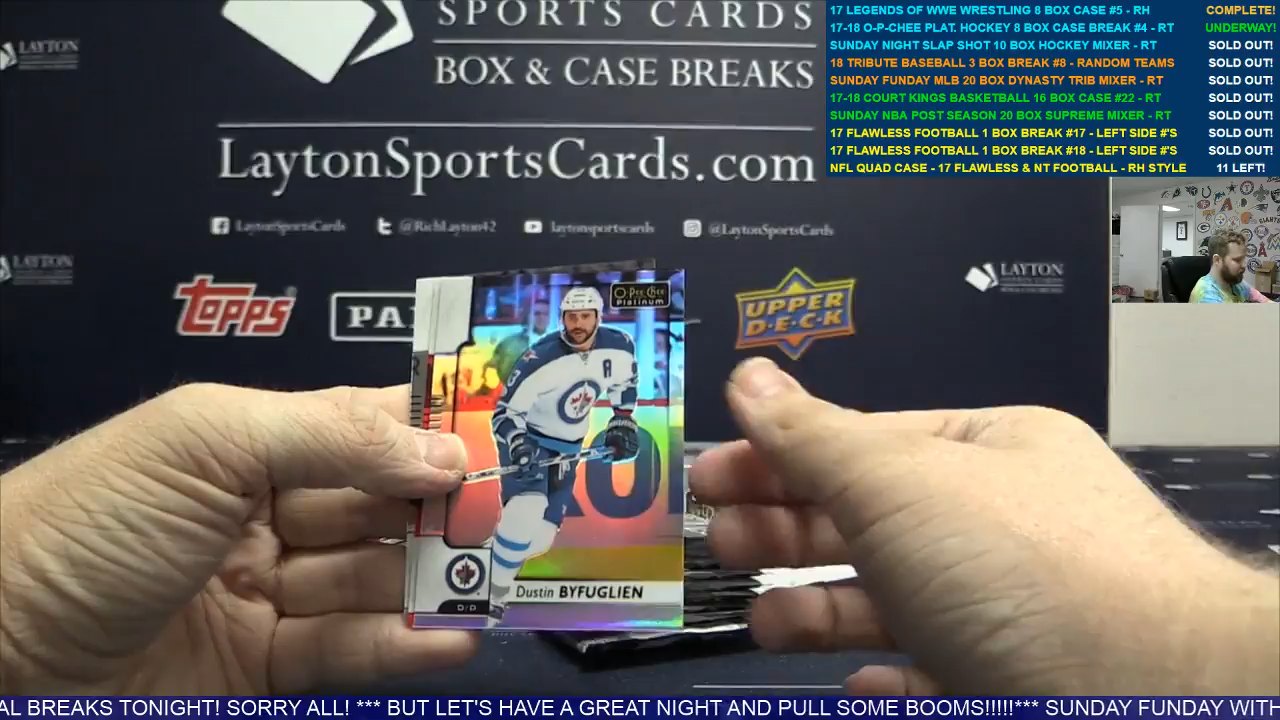 SPORTS CARDS
BOX & CASE BREAKS
LaytonSportsCards.com
LaytonSportsCards @RichLayton42 laytonsportscards @LaytonSportsCards
LAYTON
LAYTON
LAYTON
topps
PA
UPPER
D·E·C·K
17 LEGENDS OF WWE WRESTLING 8 BOX CASE #5 - RH COMPLETE!
17-18 O-P-CHEE PLAT. HOCKEY 8 BOX CASE BREAK #4 - RT UNDERWAY!
SUNDAY NIGHT SLAP SHOT 10 BOX HOCKEY MIXER - RT SOLD OUT!
18 TRIBUTE BASEBALL 3 BOX BREAK #8 - RANDOM TEAMS SOLD OUT!
SUNDAY FUNDAY MLB 20 BOX DYNASTY TRIB MIXER - RT SOLD OUT!
17-18 COURT KINGS BASKETBALL 16 BOX CASE #22 - RT SOLD OUT!
SUNDAY NBA POST SEASON 20 BOX SUPREME MIXER - RT SOLD OUT!
17 FLAWLESS FOOTBALL 1 BOX BREAK #17 - LEFT SIDE #'S SOLD OUT!
17 FLAWLESS FOOTBALL 1 BOX BREAK #18 - LEFT SIDE #'S SOLD OUT!
NFL QUAD CASE - 17 FLAWLESS & NT FOOTBALL - RH STYLE 11 LEFT!
O-PEE-CHEE
Platinum
A
Dustin BYFUGLIEN
D/D
AL BREAKS TONIGHT! SORRY ALL! *** BUT LET'S HAVE A GREAT NIGHT AND PULL SOME BOOMS!!!!!*** SUNDAY FUNDAY WITH